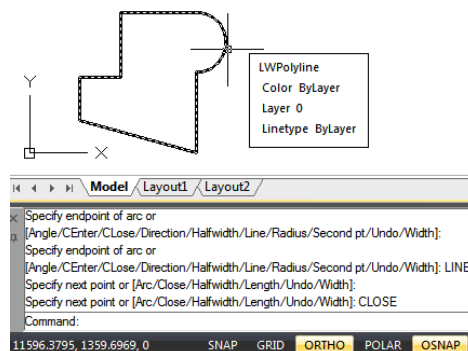 LWPolyline
Color ByLayer
Layer 0
Linetype ByLayer
Y
X
Model Layout1 Layout2
Specify endpoint of arc or
[Angle/CEnter/CLose/Direction/Halfwidth/Line/Radius/Second pt/Undo/Width]:
Specify endpoint of arc or
[Angle/CEnter/CLose/Direction/Halfwidth/Line/Radius/Second pt/Undo/Width]: LINE
Specify next point or [Arc/Close/Halfwidth/Length/Undo/Width]:
Specify next point or [Arc/Close/Halfwidth/Length/Undo/Width]: CLOSE
Command:
11596.3795, 1359.6969, 0 SNAP GRID ORTHO POLAR OSNAP